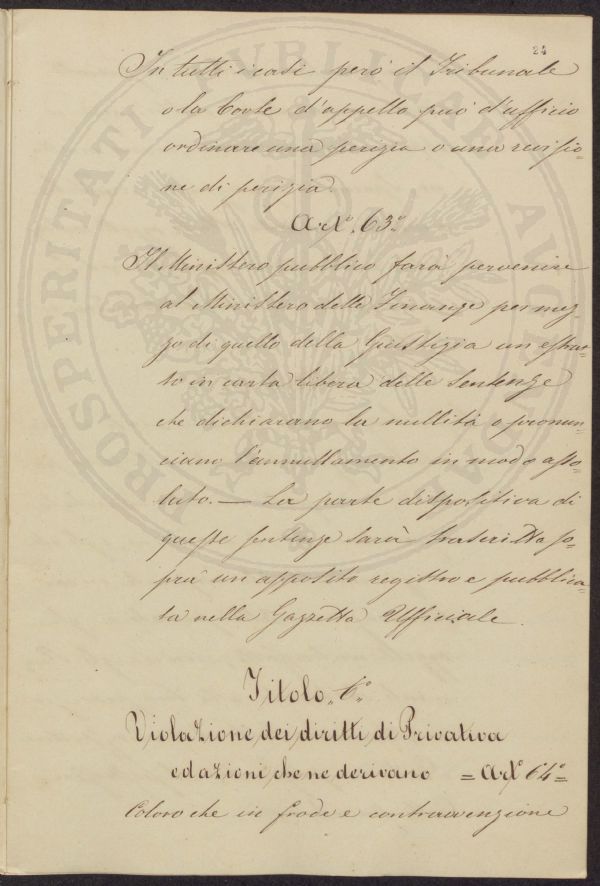 24
In tutti i casi però il Tribunale
o la Corte d'appello può d'ufficio
ordinare una perizia o una revisio=
ne di perizia.
Art.º 63.º
Il Ministero pubblico farà pervenire
al Ministero delle Finanze per mez=
zo di quello della Giustizia un estrat=
to in carta libera delle sentenze
che dichiarano la nullità o pronun=
ciano l'annullamento in modo asso=
luto. — La parte dispositiva di
queste sentenze sarà trascritta so=
pra un apposito registro e pubblica=
ta nella Gazzetta Ufficiale.
Titolo 6.º
Violazione dei diritti di Privativa
ed azioni che ne derivano = Art.º 64.º =
Coloro che in frode e contravvenzione
PROSPERITATI PVBLICAE AVGENDAE